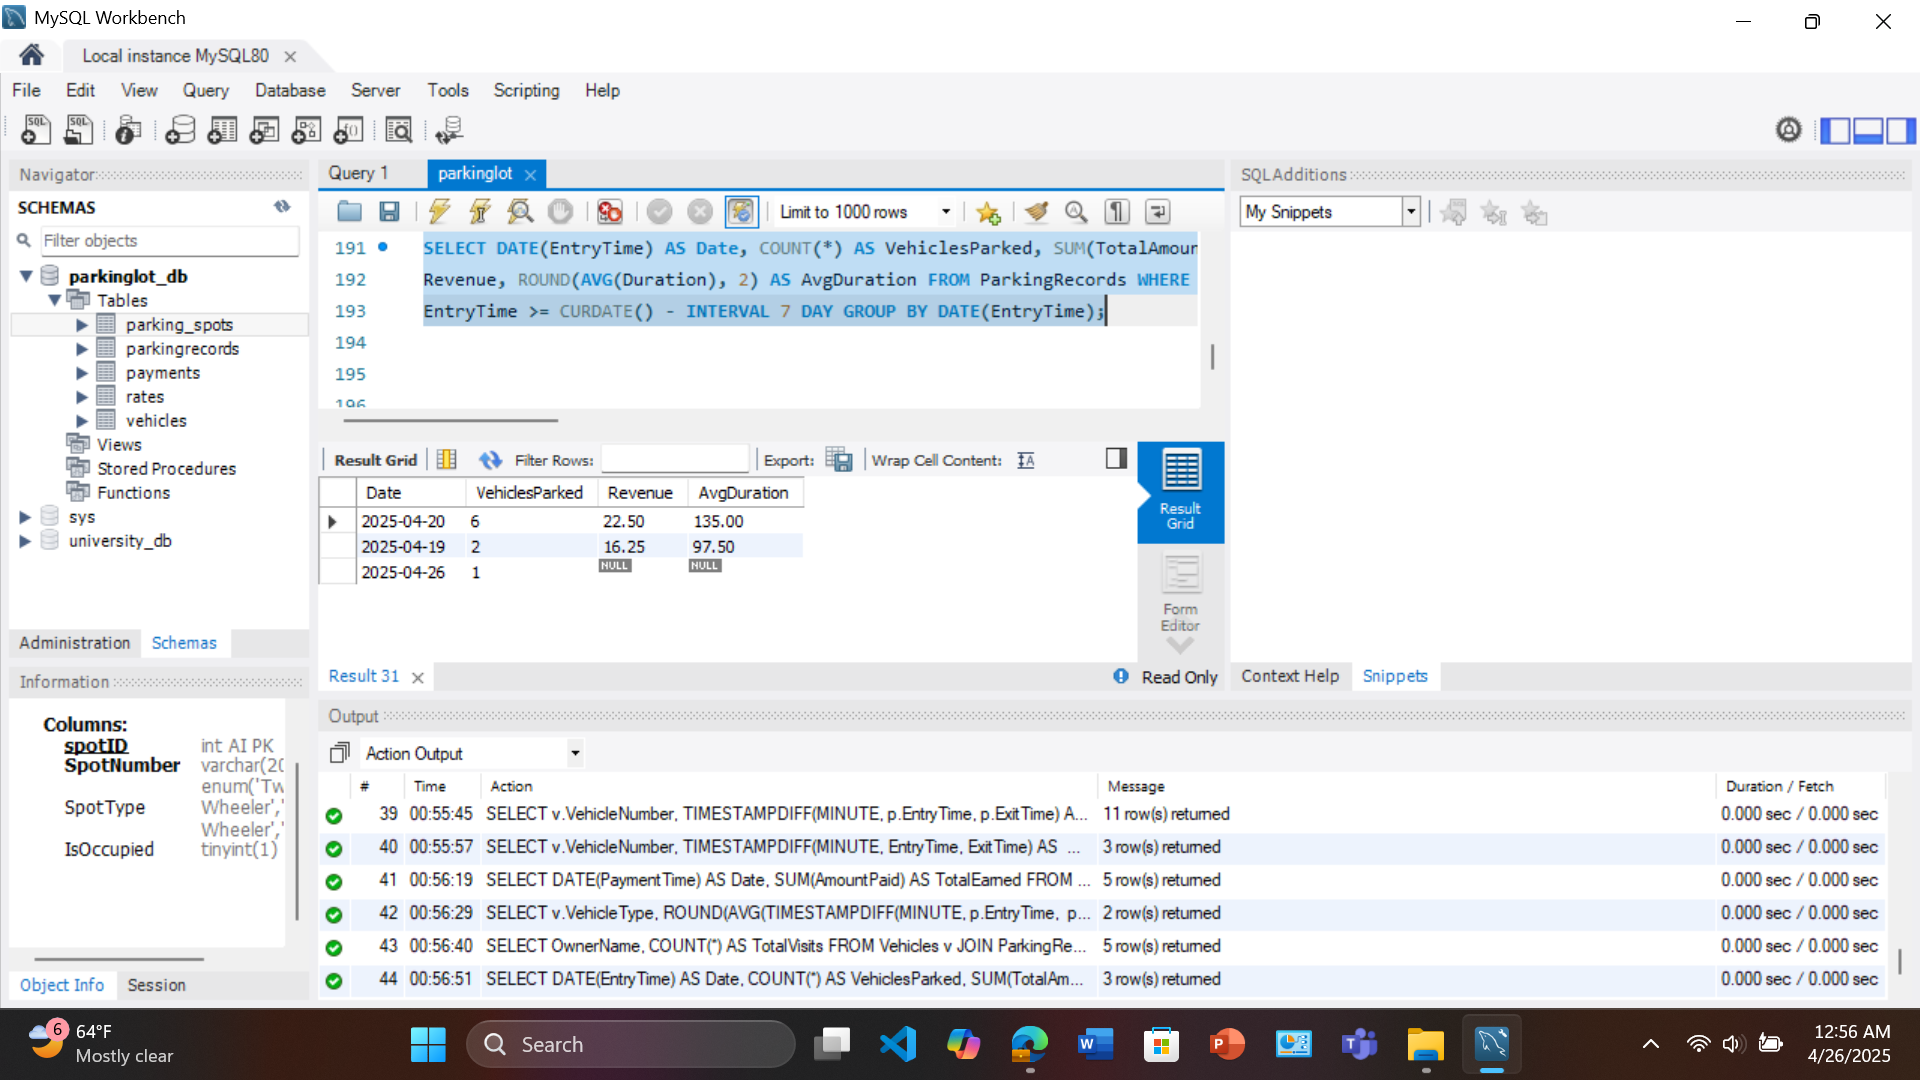 MySQL Workbench
Local instance MySQL80
File Edit View Query Database Server Tools Scripting Help
Navigator
SCHEMAS
Filter objects
parkinglot_db
Tables
parking_spots
parkingrecords
payments
rates
vehicles
Views
Stored Procedures
Functions
sys
university_db
Administration Schemas
Information
Columns:
spotID int AI PK
SpotNumber varchar(20
enum('Tw
SpotType Wheeler','
Wheeler','
IsOccupied tinyint(1)
Object Info Session
Query 1 parkinglot
Limit to 1000 rows
191 SELECT DATE(EntryTime) AS Date, COUNT(*) AS VehiclesParked, SUM(TotalAmour
192 Revenue, ROUND(AVG(Duration), 2) AS AvgDuration FROM ParkingRecords WHERE
193 EntryTime >= CURDATE() - INTERVAL 7 DAY GROUP BY DATE(EntryTime);
194
195
196
Result Grid Filter Rows: Export: Wrap Cell Content:
Date VehiclesParked Revenue AvgDuration
2025-04-20 6 22.50 135.00
2025-04-19 2 16.25 97.50
2025-04-26 1 NULL NULL
Result Grid
Form Editor
Result 31 Read Only
SQLAdditions
My Snippets
Context Help Snippets
Output
Action Output
# Time Action Message Duration / Fetch
39 00:55:45 SELECT v.VehicleNumber, TIMESTAMPDIFF(MINUTE, p.EntryTime, p.ExitTime) A... 11 row(s) returned 0.000 sec / 0.000 sec
40 00:55:57 SELECT v.VehicleNumber, TIMESTAMPDIFF(MINUTE, EntryTime, ExitTime) AS ... 3 row(s) returned 0.000 sec / 0.000 sec
41 00:56:19 SELECT DATE(PaymentTime) AS Date, SUM(AmountPaid) AS TotalEarned FROM ... 5 row(s) returned 0.000 sec / 0.000 sec
42 00:56:29 SELECT v.VehicleType, ROUND(AVG(TIMESTAMPDIFF(MINUTE, p.EntryTime, p... 2 row(s) returned 0.000 sec / 0.000 sec
43 00:56:40 SELECT OwnerName, COUNT(*) AS TotalVisits FROM Vehicles v JOIN ParkingRe... 5 row(s) returned 0.000 sec / 0.000 sec
44 00:56:51 SELECT DATE(EntryTime) AS Date, COUNT(*) AS VehiclesParked, SUM(TotalAm... 3 row(s) returned 0.000 sec / 0.000 sec
6 64°F
Mostly clear
Search
12:56 AM
4/26/2025